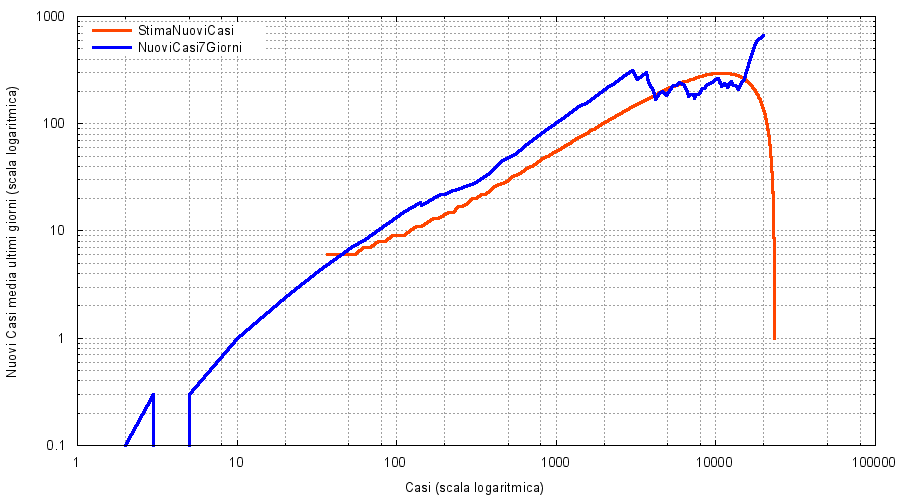 1000
StimaNuoviCasi
NuoviCasi7Giorni
100
10
1
0.1
Nuovi Casi media ultimi giorni (scala logaritmica)
1 10 100 1000 10000 100000
Casi (scala logaritmica)